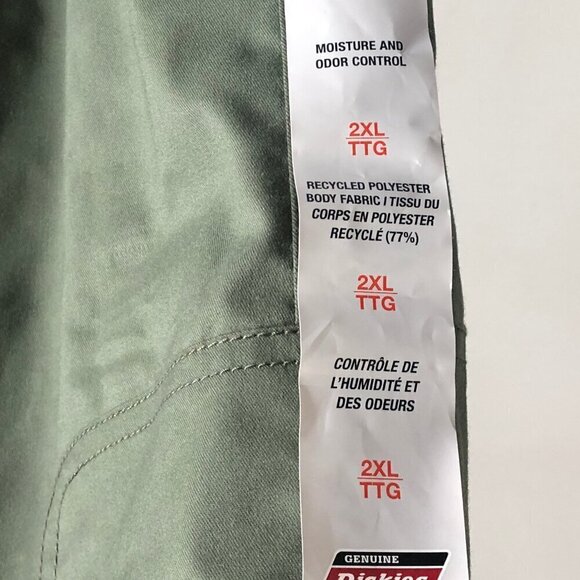 MOISTURE AND
ODOR CONTROL
2XL
TTG
RECYCLED POLYESTER
BODY FABRIC / TISSU DU
CORPS EN POLYESTER
RECYCLÉ (77%)
2XL
TTG
CONTRÔLE DE
L'HUMIDITÉ ET
DES ODEURS
2XL
TTG
GENUINE
Dickies